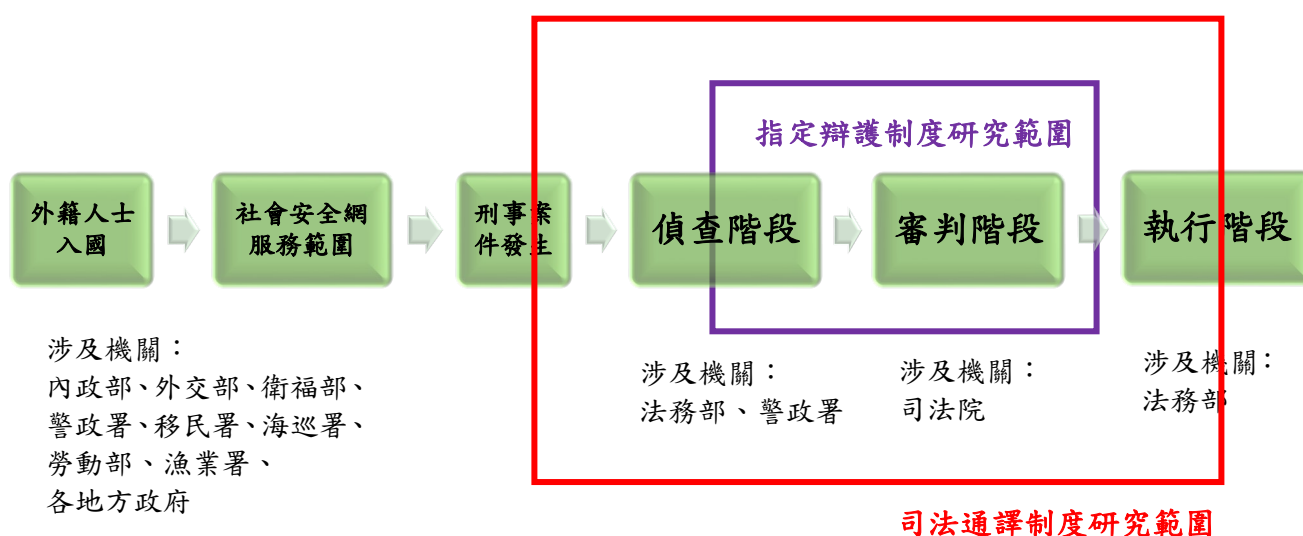 指定辯護制度研究範圍
外籍人士
入國
社會安全網
服務範圍
刑事案
件發生
偵查階段
審判階段
執行階段
涉及機關：
內政部、外交部、衛福部、
警政署、移民署、海巡署、
勞動部、漁業署、
各地方政府
涉及機關：
法務部、警政署
涉及機關：
司法院
涉及機關：
法務部
司法通譯制度研究範圍